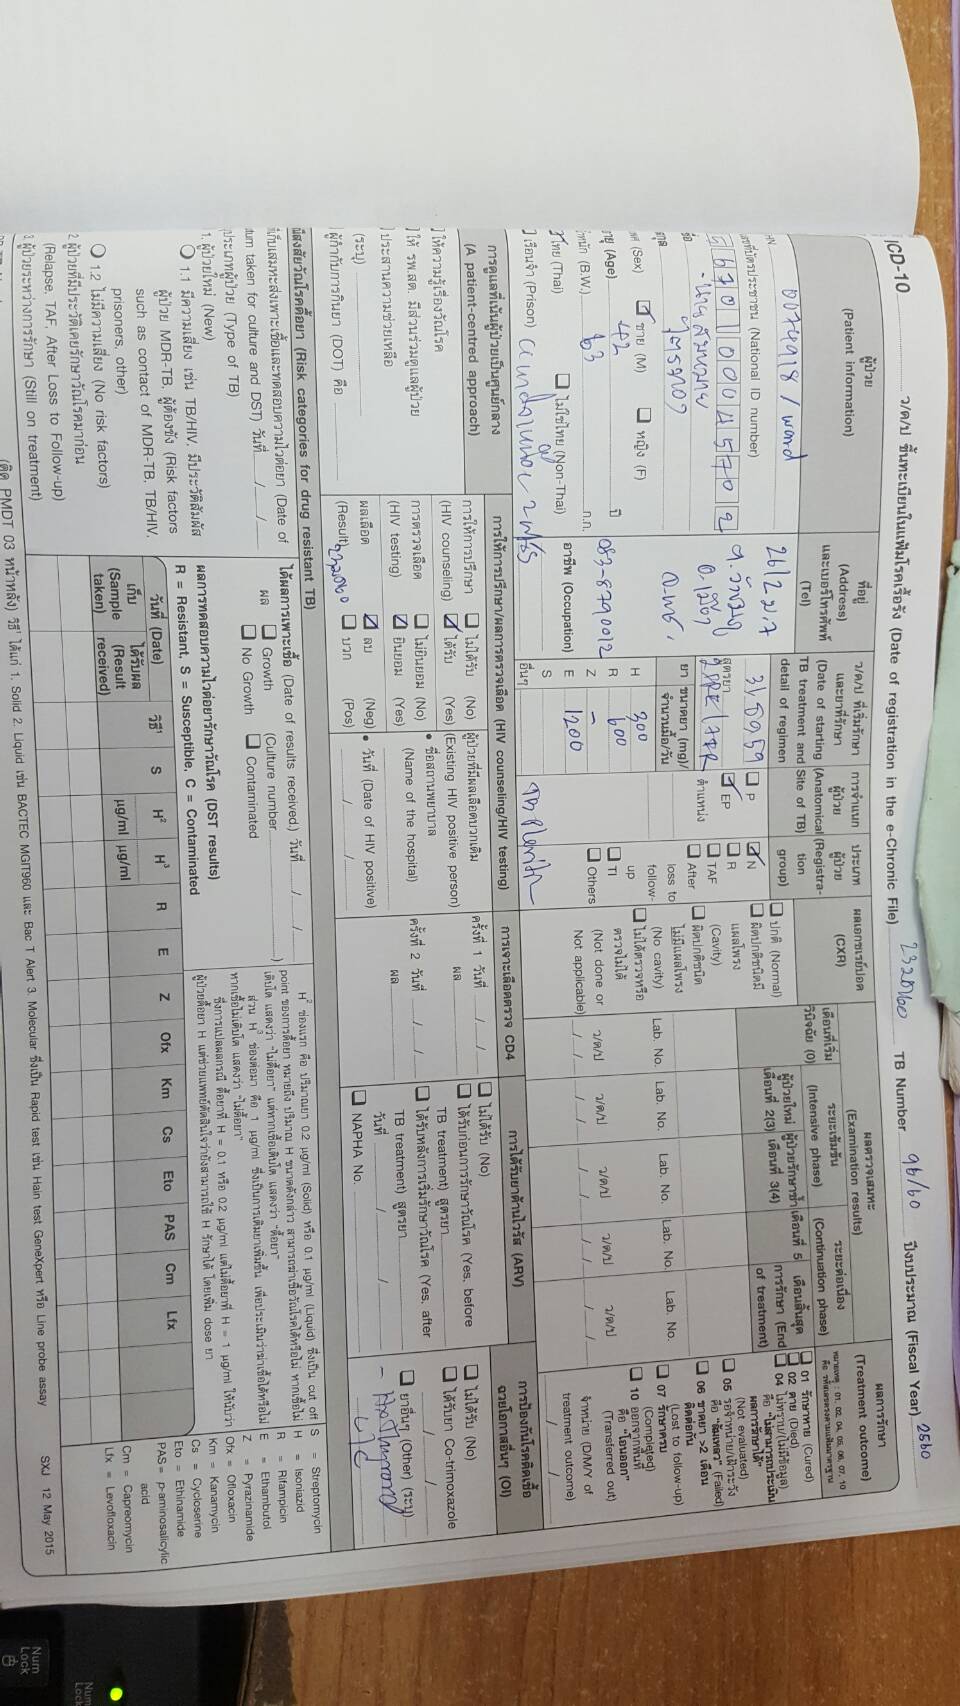 ICD-10 ว/ด/ป ขึ้นทะเบียนในแฟ้มโรคเรื้อรัง (Date of registration in the e-Chronic File) TB Number 96/60 ปีงบประมาณ (Fiscal Year) 2560
ผู้ป่วย
(Patient information)
HN 0074918 / ward
เลขที่บัตรประชาชน (National ID number)
670100045702
ชื่อ นายสมหมาย
สกุล
เพศ (Sex) ชาย (M) หญิง (F)
อายุ (Age) 42 ปี
น้ำหนัก (B.W.) 63 ก.ก.
ไทย (Thai) ไม่ใช่ไทย (Non-Thai)
เรือนจำ (Prison)
ที่อยู่
(Address)
และเบอร์โทรศัพท์
(Tel)
26/2 ม.7
083-8790012
อาชีพ (Occupation)
ว/ด/ป ที่เริ่มรักษา
และยาที่รักษา
(Date of starting
TB treatment and
detail of regimen
สูตรยา
ยา ขนาดยา (mg)/
จำนวนมื้อ/วัน
H 300
R 600
Z -
E 1200
S
อื่นๆ
การจำแนก
ผู้ป่วย
(Anatomical
Site of TB)
P
EP
ตำแหน่ง
TB Pleuritis
ประเภท
ผู้ป่วย
(Registra-
tion
group)
N
R
TAF
After
loss to
follow-
up
TI
Others
ผลเอกซเรย์ปอด
(CXR)
ปกติ (Normal)
ผิดปกติชนิดมี
แผลโพรง
(Cavity)
ผิดปกติชนิด
ไม่มีแผลโพรง
(No cavity)
ไม่ได้ตรวจหรือ
ตรวจไม่ได้
(Not done or
Not applicable)
ผลตรวจเสมหะ
(Examination results)
เดือนที่เริ่ม
วินิจฉัย (0)
ระยะเข้มข้น
(Intensive phase)
ระยะต่อเนื่อง
(Continuation phase)
ผู้ป่วยใหม่
เดือนที่ 2(3)
ผู้ป่วยรักษาซ้ำ
เดือนที่ 3(4)
เดือนที่ 5
เดือนสิ้นสุด
การรักษา (End
of treatment)
Lab. No. Lab. No. Lab. No. Lab. No. Lab. No.
ว/ด/ป ว/ด/ป ว/ด/ป ว/ด/ป ว/ด/ป
ผลการรักษา
(Treatment outcome)
หมายเหตุ : 01, 02, 04, 05, 06, 07, 10
คือ รหัสเลขตรงตามแฟ้มมาตรฐาน
01 รักษาหาย (Cured)
02 ตาย (Died)
04 ไม่ทราบ/(ไม่มีข้อมูล)
คือ "ไม่สามารถประเมิน
ผลการรักษาได้"
(Not evaluated)
05 รอจำหน่าย/เฝ้าระวัง
คือ "ล้มเหลว" (Failed)
06 ขาดยา >2 เดือน
ติดต่อกัน
(Lost to follow-up)
07 รักษาครบ
(Completed)
10 ออกจากพื้นที่
คือ "โอนออก"
(Transferred out)
จำหน่าย (D/M/Y of
treatment outcome)
การดูแลที่เน้นผู้ป่วยเป็นศูนย์กลาง
(A patient-centred approach)
ให้ความรู้เรื่องวัณโรค
ให้ รพ.สต. มีส่วนร่วมดูแลผู้ป่วย
ประสานความช่วยเหลือ
(ระบุ)
ผู้กำกับการกินยา (DOT) คือ
การให้การปรึกษา/ผลการตรวจเลือด (HIV counseling/HIV testing)
การให้การปรึกษา ไม่ได้รับ (No)
(HIV counseling) ได้รับ (Yes)
การตรวจเลือด ไม่ยินยอม (No)
(HIV testing) ยินยอม (Yes)
ผลเลือด ลบ (Neg)
(Result) บวก (Pos)
ผู้ป่วยที่มีผลเลือดบวกเดิม
(Existing HIV positive person)
• ชื่อสถานพยาบาล
(Name of the hospital)
• วันที่ (Date of HIV positive)
การเจาะเลือดตรวจ CD4
ครั้งที่ 1 วันที่
ผล
ครั้งที่ 2 วันที่
ผล
การได้รับยาต้านไวรัส (ARV)
ไม่ได้รับ (No)
ได้รับก่อนการรักษาวัณโรค (Yes, before
TB treatment) สูตรยา
ได้รับหลังการเริ่มรักษาวัณโรค (Yes, after
TB treatment) สูตรยา
วันที่
NAPHA No.
การป้องกันโรคติดเชื้อ
ฉวยโอกาสอื่นๆ (OI)
ไม่ได้รับ (No)
ได้รับยา Co-trimoxazole
ยาอื่นๆ (Other) (ระบุ)
ณีสงสัยวัณโรคดื้อยา (Risk categories for drug resistant TB)
ที่เก็บเสมหะส่งเพาะเชื้อและทดสอบความไวต่อยา (Date of
tum taken for culture and DST) วันที่
ประเภทผู้ป่วย (Type of TB)
1. ผู้ป่วยใหม่ (New)
1.1 มีความเสี่ยง เช่น TB/HIV, มีประวัติสัมผัส
ผู้ป่วย MDR-TB, ผู้ต้องขัง (Risk factors
such as contact of MDR-TB, TB/HIV,
prisoners, other)
1.2 ไม่มีความเสี่ยง (No risk factors)
2. ผู้ป่วยที่มีประวัติเคยรักษาวัณโรคมาก่อน
(Relapse, TAF, After Loss to Follow-up)
3. ผู้ป่วยระหว่างการรักษา (Still on treatment)
ได้ผลการเพาะเชื้อ (Date of results received.) วันที่
ผล Growth (Culture number )
No Growth Contaminated
ผลการทดสอบความไวต่อยารักษาวัณโรค (DST results)
R = Resistant, S = Susceptible, C = Contaminated
H² ช่องแรก คือ ปริมาณยา 0.2 µg/ml (Solid) หรือ 0.1 µg/ml (Liquid) ซึ่งเป็น cut off
point ของการดื้อยา หมายถึง ปริมาณ H ขนาดดังกล่าว สามารถฆ่าเชื้อวัณโรคได้หรือไม่ หากเชื้อไม่
เติบโต แสดงว่า "ไม่ดื้อยา" แต่หากเชื้อเติบโต แสดงว่า "ดื้อยา"
ส่วน H³ ช่องต่อมา คือ 1 µg/ml ซึ่งเป็นการเติมยาเพิ่มขึ้น เพื่อประเมินว่าฆ่าเชื้อได้หรือไม่
หากเชื้อไม่เติบโต แสดงว่า "ไม่ดื้อยา"
ซึ่งการแปลผลกรณี ดื้อยาที่ H = 0.1 หรือ 0.2 µg/ml แต่ไม่ดื้อยาที่ H = 1 µg/ml ให้นับว่า
ผู้ป่วยดื้อยา H แต่ช่วยแพทย์ตัดสินใจว่ายังสามารถใช้ H รักษาได้ โดยเพิ่ม dose ยา
วันที่ (Date) วิธี¹ S H² H³ R E Z Ofx Km Cs Eto PAS Cm Lfx
เก็บ
(Sample
taken)
ได้รับผล
(Result
received)
µg/ml µg/ml
S = Streptomycin
H = Isoniazid
R = Rifampicin
E = Ethambutol
Z = Pyrazinamide
Ofx = Ofloxacin
Km = Kanamycin
Cs = Cycloserine
Eto = Ethinamide
PAS = p-aminosalicylic
acid
Cm = Capreomycin
Lfx = Levofloxacin
(ติด PMDT 03 หน้าหลัง) วิธี¹ ได้แก่ 1. Solid 2. Liquid เช่น BACTEC MGIT960 และ Bac T Alert 3. Molecular ซึ่งเป็น Rapid test เช่น Hain test GeneXpert หรือ Line probe assay SXJ 12 May 2015
Num
Lock
Num
Lock